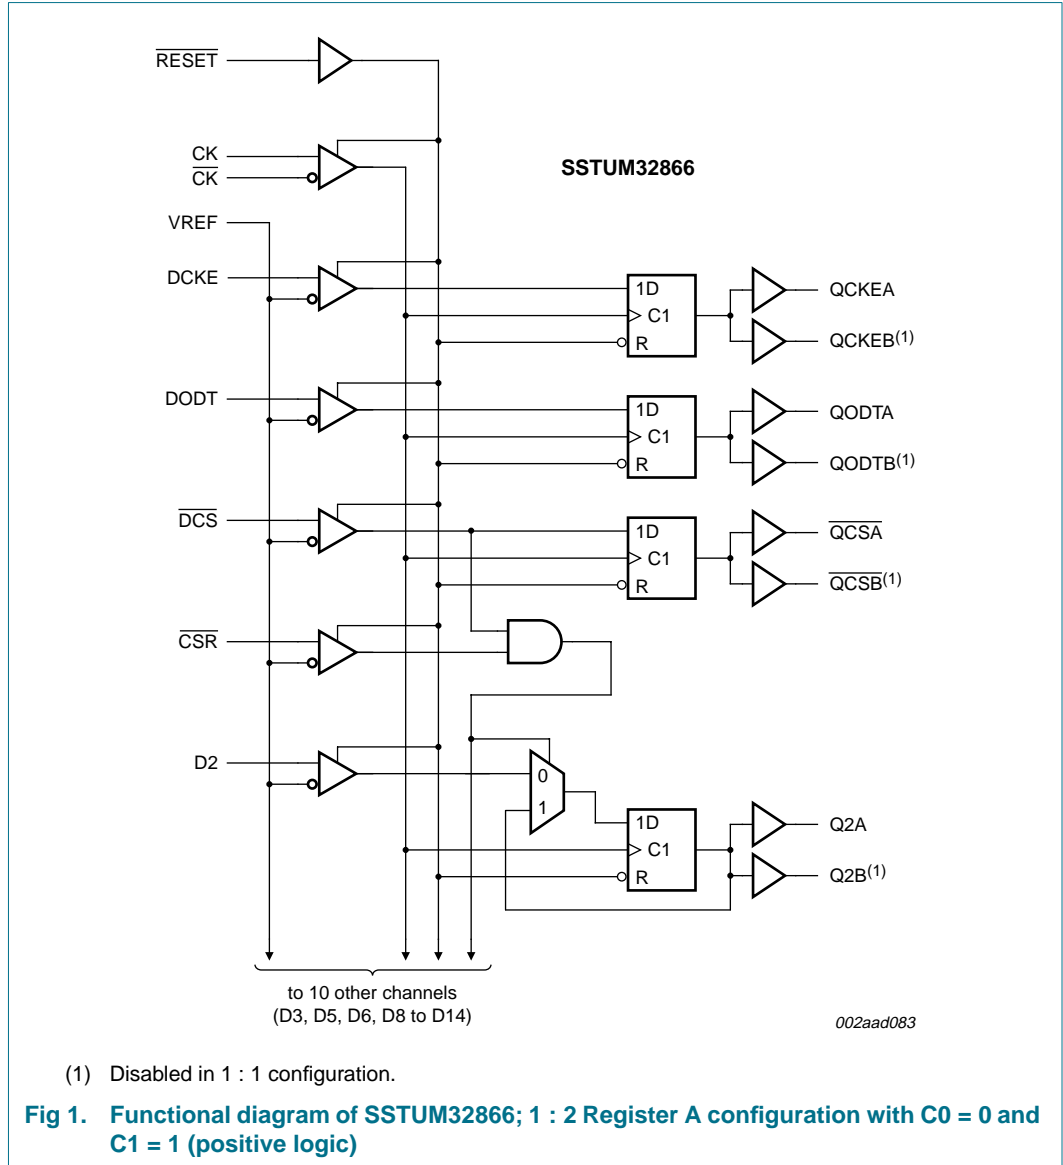 RESET
CK
CK
SSTUM32866
VREF
DCKE
1D
C1
R
QCKEA
QCKEB(1)
DODT
1D
C1
R
QODTA
QODTB(1)
DCS
1D
C1
R
QCSA
QCSB(1)
CSR
D2
0
1
1D
C1
R
Q2A
Q2B(1)
to 10 other channels
(D3, D5, D6, D8 to D14)
002aad083
(1) Disabled in 1 : 1 configuration.
Fig 1. Functional diagram of SSTUM32866; 1 : 2 Register A configuration with C0 = 0 and
C1 = 1 (positive logic)